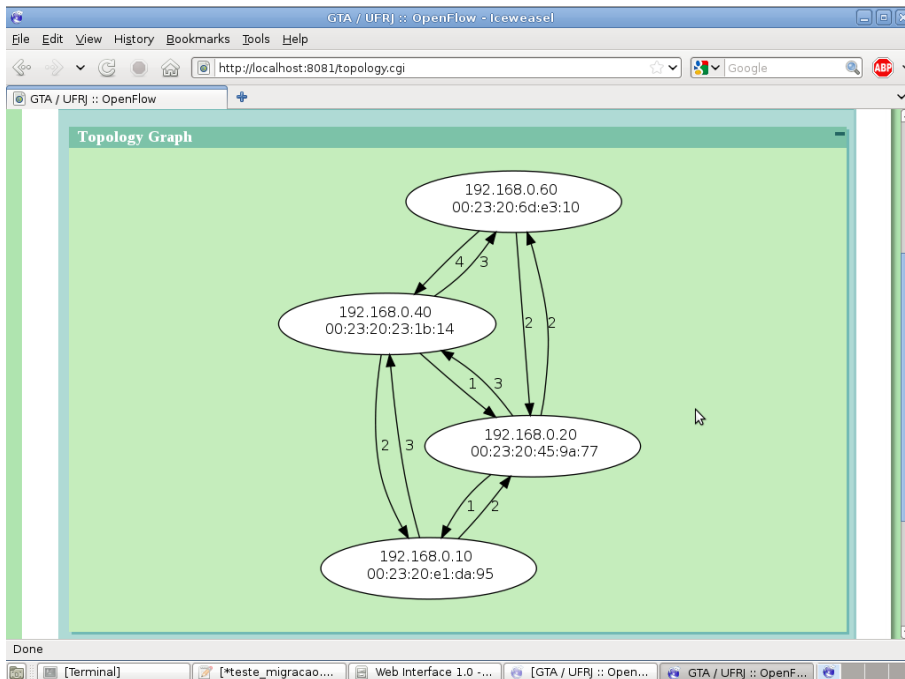 GTA / UFRJ :: OpenFlow - Iceweasel
File Edit View History Bookmarks Tools Help
http://localhost:8081/topology.cgi
Google
ABP
GTA / UFRJ :: OpenFlow
Topology Graph
192.168.0.60
00:23:20:6d:e3:10
4 3
192.168.0.40
00:23:20:23:1b:14
2 2
1 3
192.168.0.20
00:23:20:45:9a:77
2 3
1 2
192.168.0.10
00:23:20:e1:da:95
Done
[Terminal] [*teste_migracao.... Web Interface 1.0 -... [GTA / UFRJ :: Open... GTA / UFRJ :: OpenF...